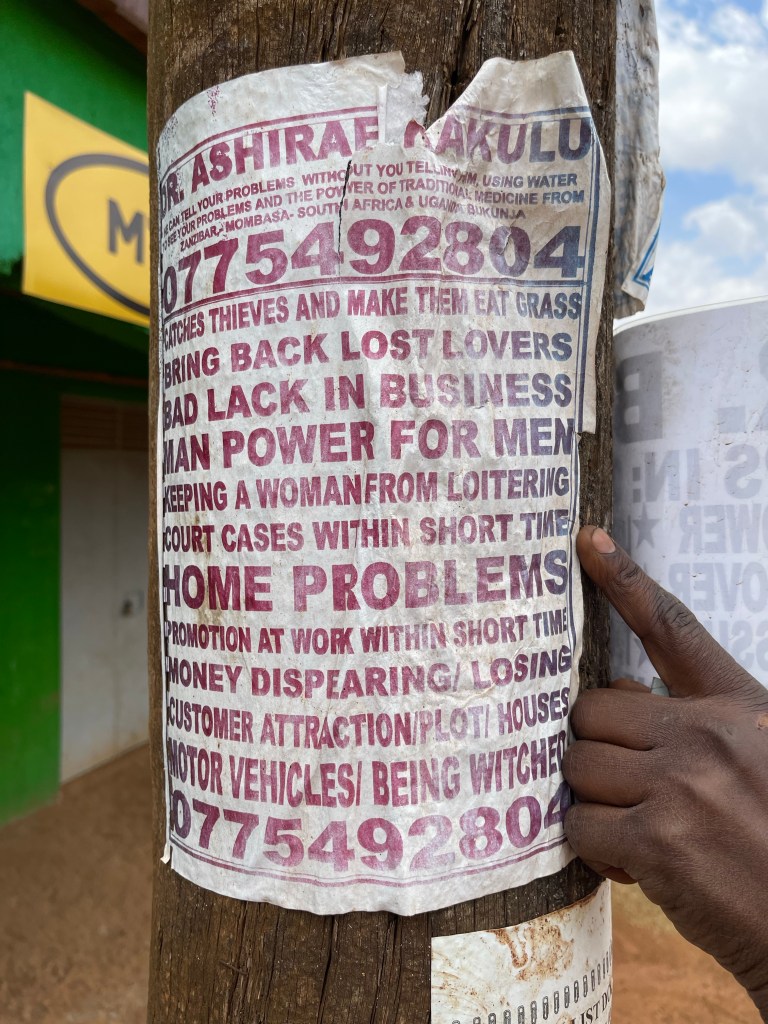 DR. ASHIRAF KAKULU
HE CAN TELL YOUR PROBLEMS WITHOUT YOU TELLING HIM, USING WATER
TO SEE YOUR PROBLEMS AND THE POWER OF TRADITIONAL MEDICINE FROM
ZANZIBAR,- MOMBASA- SOUTH AFRICA & UGANDA BUKUNJA
0775492804
CATCHES THIEVES AND MAKE THEM EAT GRASS
BRING BACK LOST LOVERS
BAD LACK IN BUSINESS
MAN POWER FOR MEN
KEEPING A WOMAN FROM LOITERING
COURT CASES WITHIN SHORT TIME
HOME PROBLEMS
PROMOTION AT WORK WITHIN SHORT TIME
MONEY DISPEARING/ LOSING
CUSTOMER ATTRACTION/PLOT/ HOUSES
MOTOR VEHICLES/ BEING WITCHED
0775492804